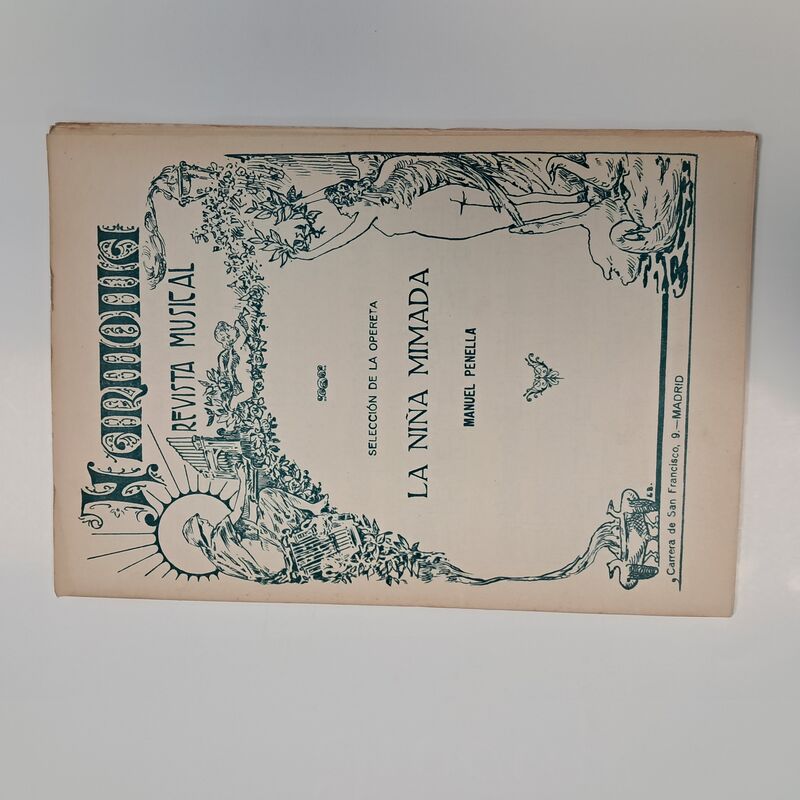 Harmonia
REVISTA MUSICAL
SELECCIÓN DE LA OPERETA
LA NIÑA MIMADA
MANUEL PENELLA
Carrera de San Francisco, 9.—MADRID